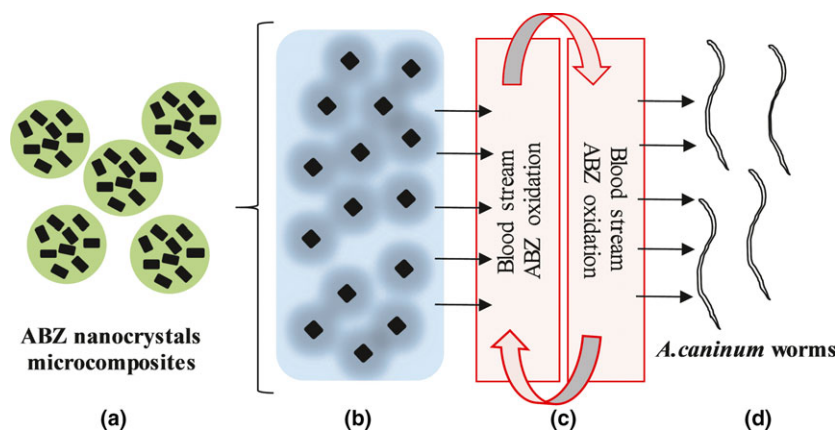 ABZ nanocrystals
microcomposites
Blood stream
ABZ oxidation
Blood stream
ABZ oxidation
A.caninum worms
(a)
(b)
(c)
(d)